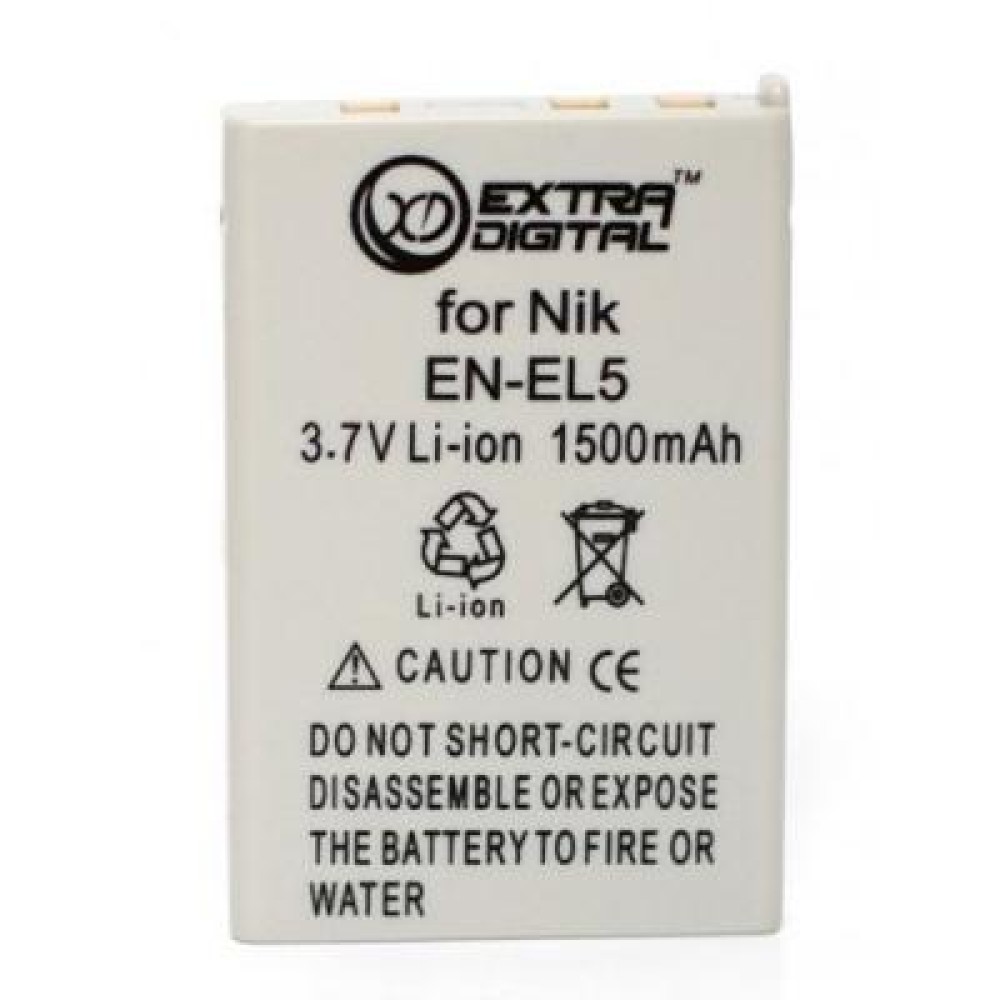 XD EXTRA™
DIGITAL
for Nik
EN-EL5
3.7V Li-ion 1500mAh
Li-ion
CAUTION CE
DO NOT SHORT-CIRCUIT
DISASSEMBLE OR EXPOSE
THE BATTERY TO FIRE OR
WATER